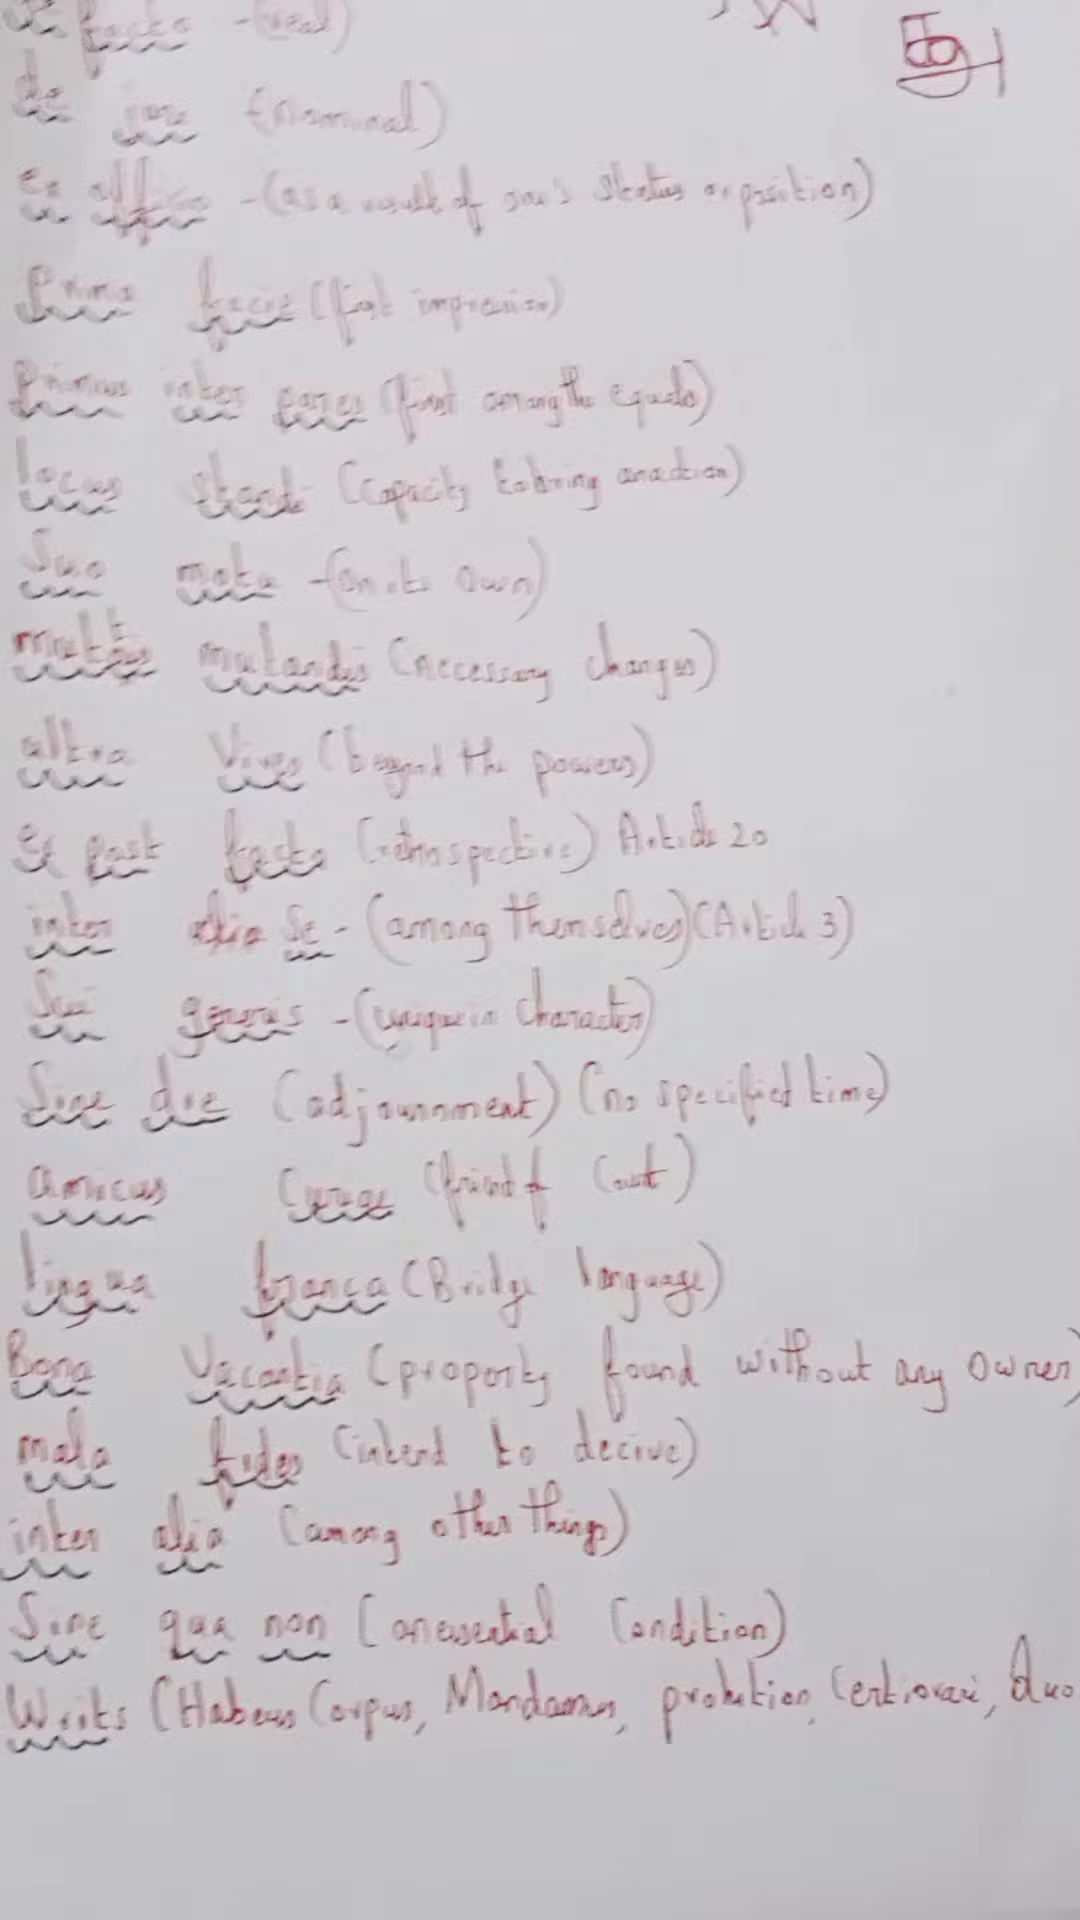 facto -(real)
de jure (nominal)
ex officio -(as a result of one's status or position)
Prima facie (first impression)
Primus inter pares (first among the equals)
locus standi (capacity to bring an action)
Suo motu -(on its own)
mutatis mutandis (necessary changes)
ultra Vires (beyond the powers)
Ex post facto (retrospective) Article 20
inter alia Se - (among themselves) (Article 3)
Sui generis -(unique in character)
Sine die (adjournment) (no specified time)
amicus Curiae (friend of Court)
lingua franca (Bridge language)
Bona Vacantia (property found without any owner)
mala fides (intend to decive)
inter alia (among other things)
Sine qua non (an essential Condition)
Writs (Habeus Corpus, Mandamus, prohition, Certiorari, Quo